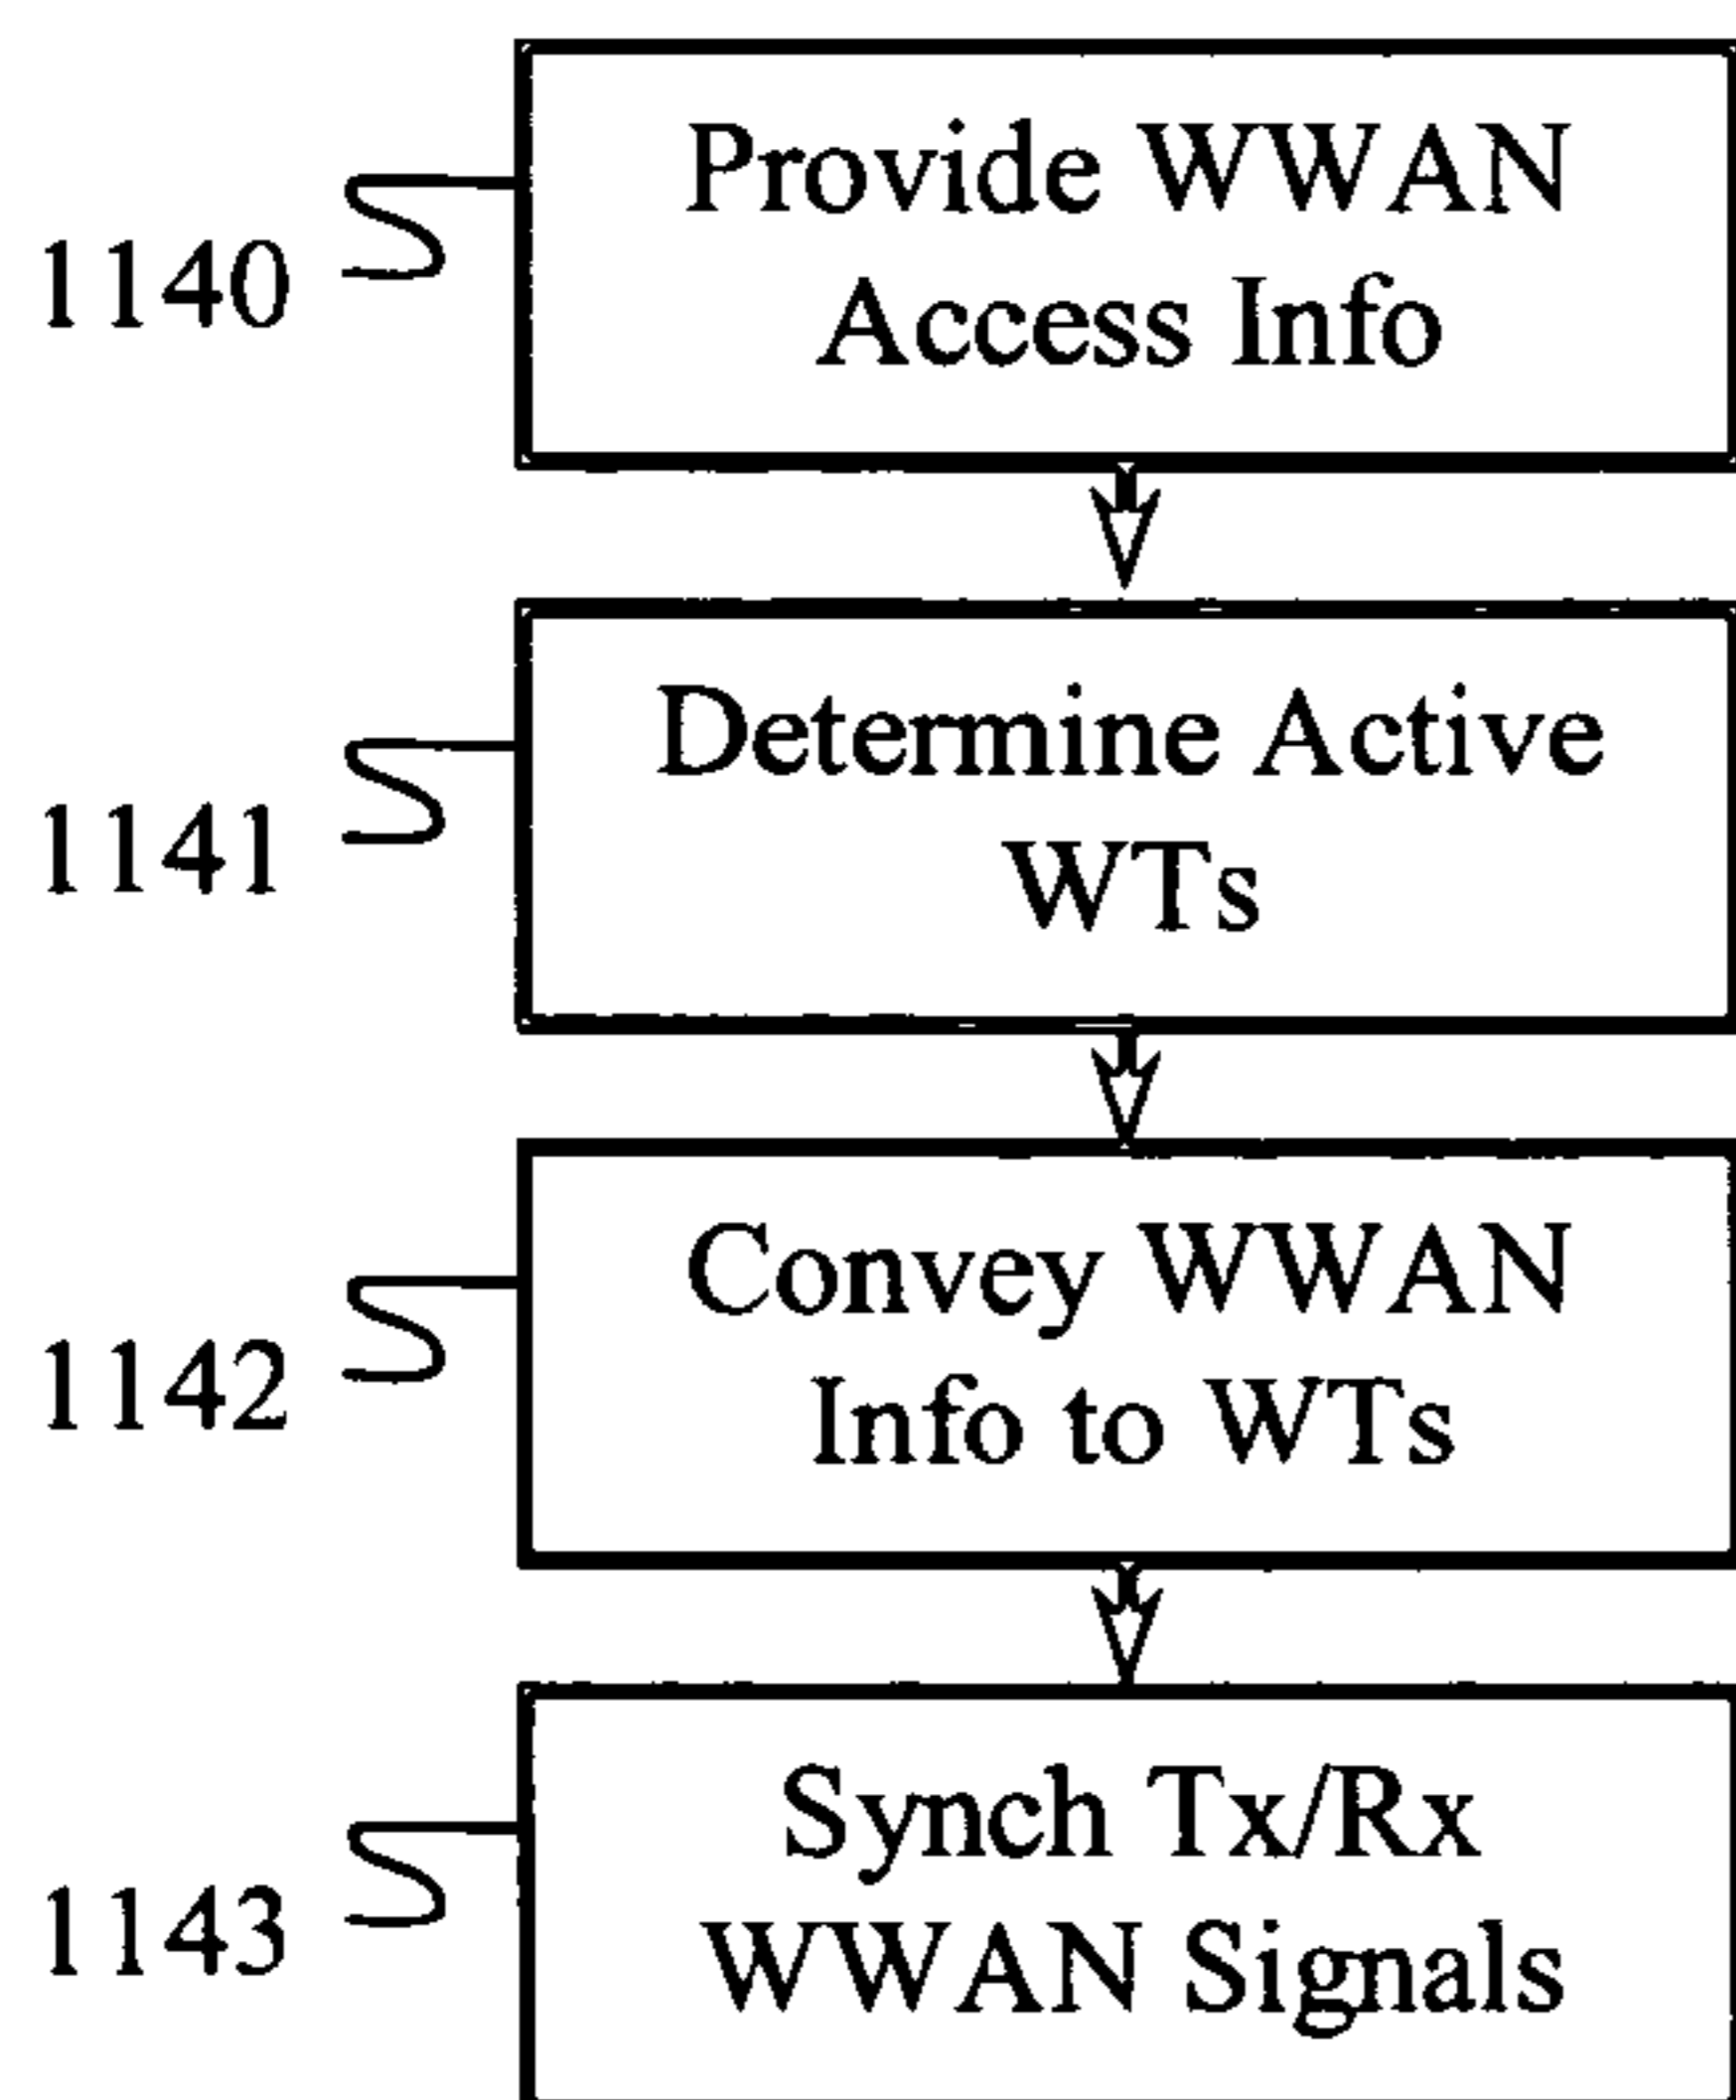 Provide WWAN
Access Info
1140
Determine Active
WTs
1141
Convey WWAN
Info to WTs
1142
Synch Tx/Rx
WWAN Signals
1143